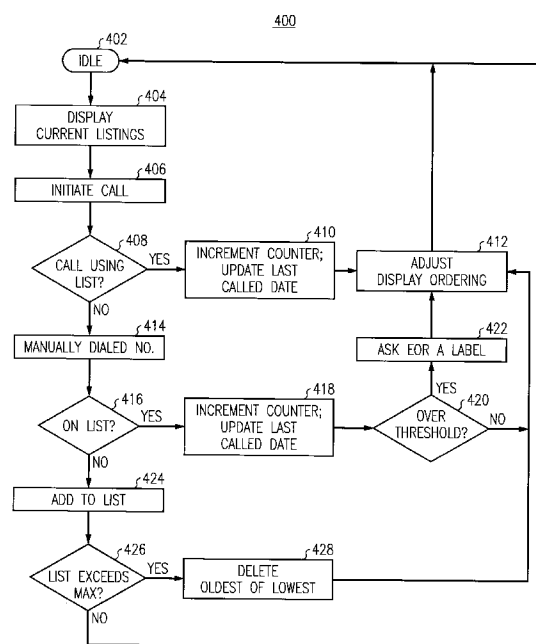 400
402
IDLE
404
DISPLAY
CURRENT LISTINGS
406
INITIATE CALL
408
CALL USING
LIST?
YES
NO
410
INCREMENT COUNTER;
UPDATE LAST
CALLED DATE
412
ADJUST
DISPLAY ORDERING
414
MANUALLY DIALED NO.
422
ASK EOR A LABEL
416
ON LIST?
YES
NO
418
INCREMENT COUNTER;
UPDATE LAST
CALLED DATE
YES
420
OVER
THRESHOLD?
NO
424
ADD TO LIST
426
LIST EXCEEDS
MAX?
YES
NO
428
DELETE
OLDEST OF LOWEST